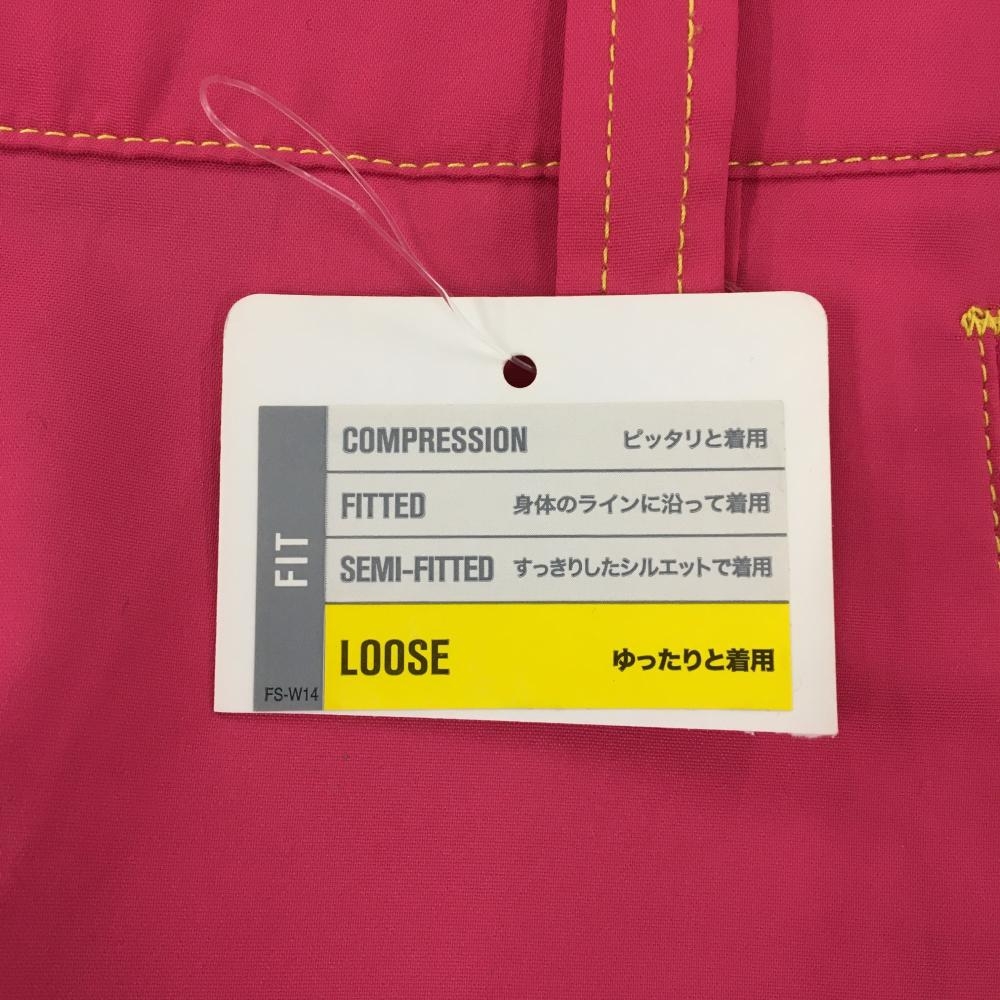 FIT
COMPRESSION ピッタリと着用
FITTED 身体のラインに沿って着用
SEMI-FITTED すっきりしたシルエットで着用
LOOSE ゆったりと着用
FS-W14